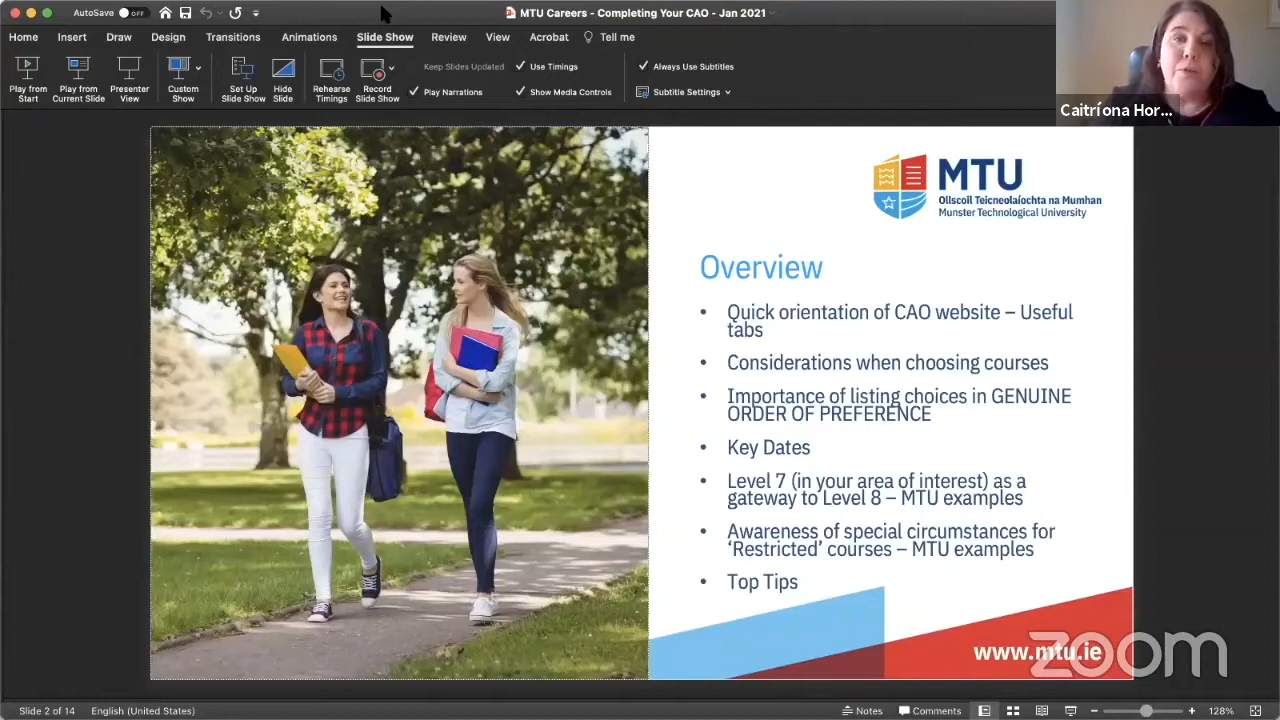 AutoSave OFF
MTU Careers - Completing Your CAO - Jan 2021
Home Insert Draw Design Transitions Animations Slide Show Review View Acrobat Tell me
Play from Start
Play from Current Slide
Presenter View
Custom Show
Set Up Slide Show
Hide Slide
Rehearse Timings
Record Slide Show
Keep Slides Updated
Use Timings
Play Narrations
Show Media Controls
Always Use Subtitles
Subtitle Settings
Caitríona Hor...
MTU
Ollscoil Teicneolaíochta na Mumhan
Munster Technological University
Overview
• Quick orientation of CAO website – Useful
tabs
• Considerations when choosing courses
• Importance of listing choices in GENUINE
ORDER OF PREFERENCE
• Key Dates
• Level 7 (in your area of interest) as a
gateway to Level 8 – MTU examples
• Awareness of special circumstances for
‘Restricted’ courses – MTU examples
• Top Tips
www.mtu.ie
zoom
Slide 2 of 14 English (United States) Notes Comments 128%